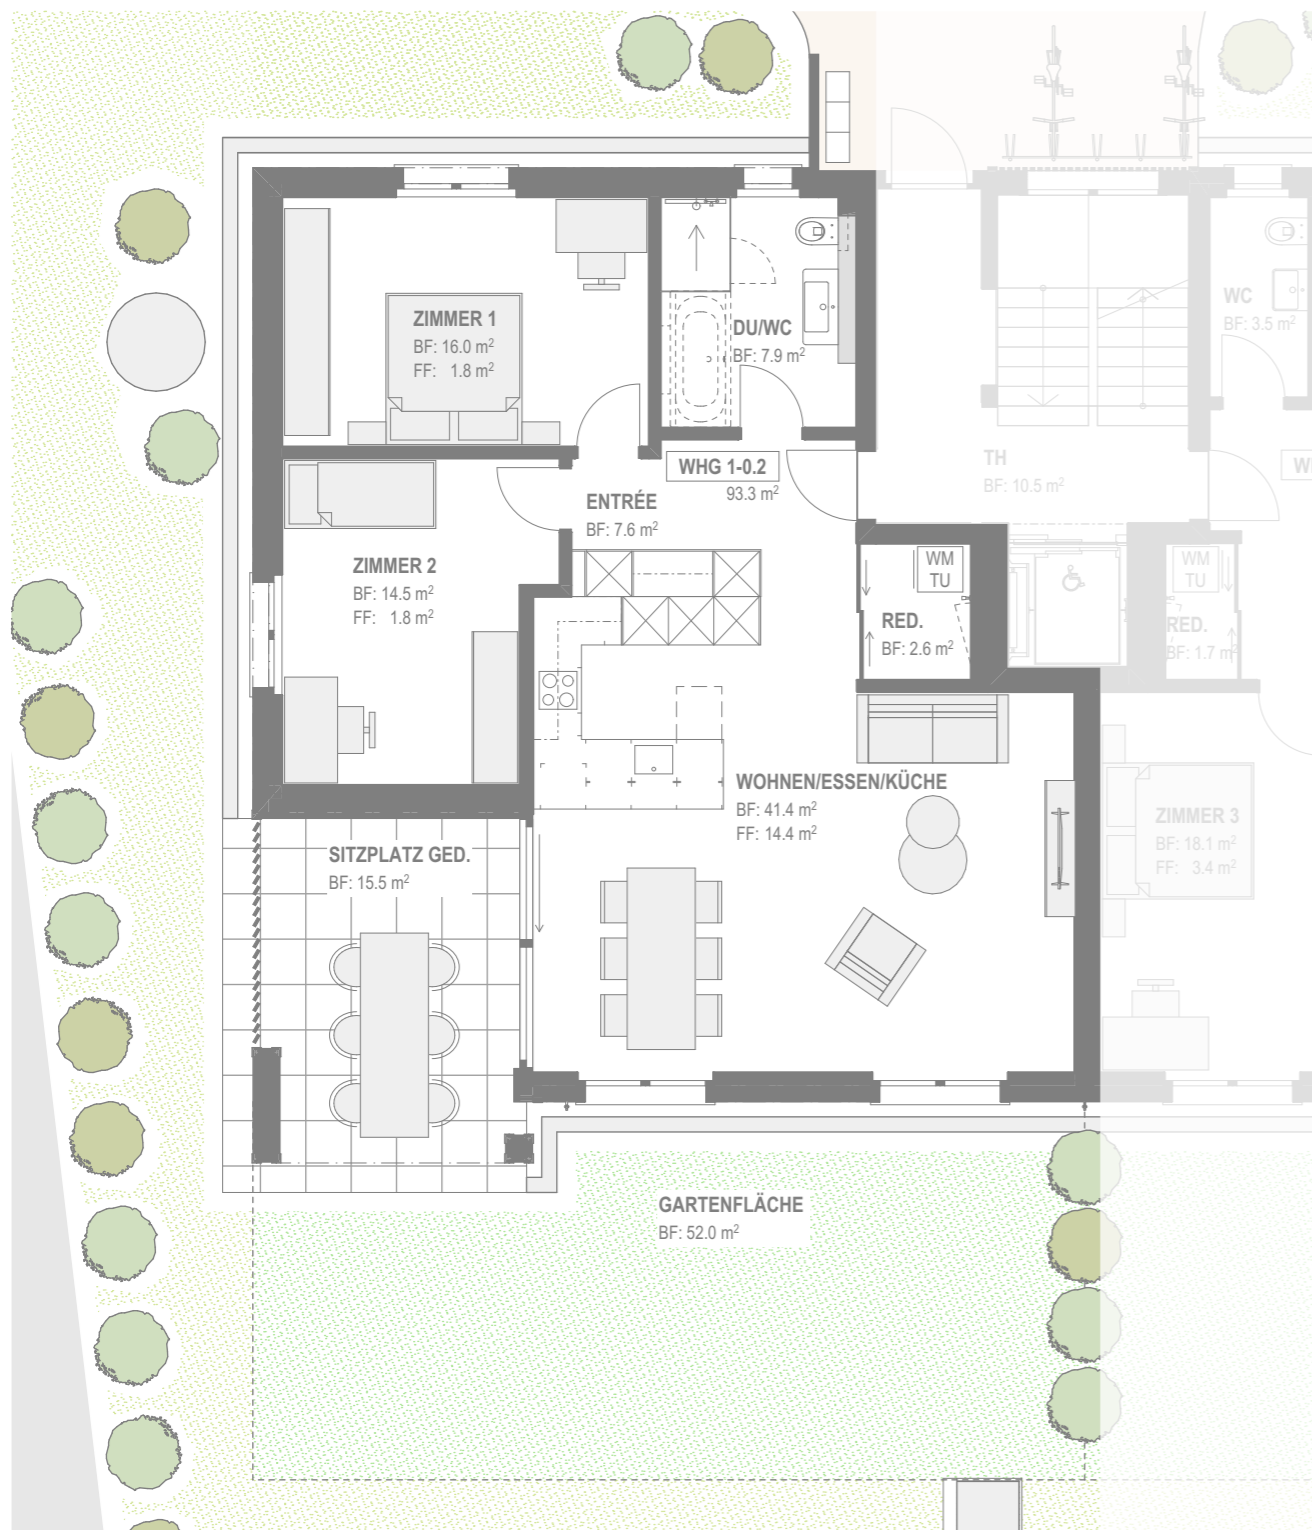 ZIMMER 1
BF: 16.0 m²
FF: 1.8 m²
DU/WC
BF: 7.9 m²
WC
BF: 3.5 m²
WHG 1-0.2
93.3 m²
ENTRÉE
BF: 7.6 m²
TH
BF: 10.5 m²
ZIMMER 2
BF: 14.5 m²
FF: 1.8 m²
WM
TU
RED.
BF: 2.6 m²
WM
TU
RED.
BF: 1.7 m²
WOHNEN/ESSEN/KÜCHE
BF: 41.4 m²
FF: 14.4 m²
ZIMMER 3
BF: 18.1 m²
FF: 3.4 m²
SITZPLATZ GED.
BF: 15.5 m²
GARTENFLÄCHE
BF: 52.0 m²